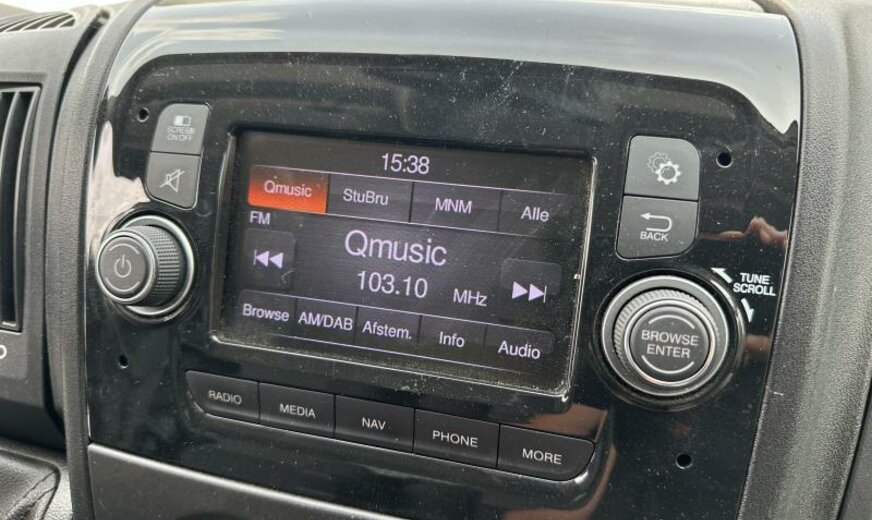 SCREEN
ON/OFF
15:38
Qmusic StuBru MNM Alle
FM
Qmusic
103.10 MHz
Browse AM/DAB Afstem. Info Audio
BACK
TUNE
SCROLL
BROWSE
ENTER
RADIO MEDIA NAV PHONE MORE